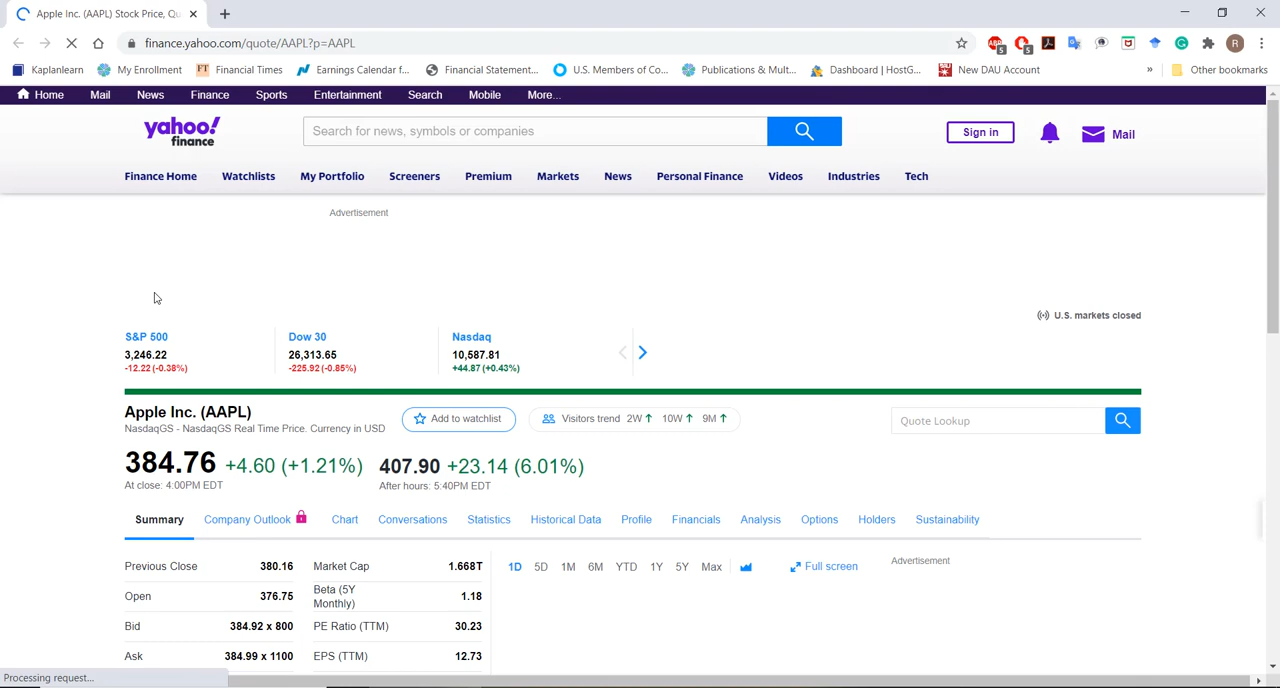 Apple Inc. (AAPL) Stock Price, Qu
finance.yahoo.com/quote/AAPL?p=AAPL
5 5 R
Kaplanlearn My Enrollment FT Financial Times Earnings Calendar f... Financial Statement... U.S. Members of Co... Publications & Mult... Dashboard | HostG... New DAU Account » Other bookmarks
Home Mail News Finance Sports Entertainment Search Mobile More...
yahoo! finance
Search for news, symbols or companies
Sign in
Mail
Finance Home Watchlists My Portfolio Screeners Premium Markets News Personal Finance Videos Industries Tech
Advertisement
U.S. markets closed
S&P 500 Dow 30 Nasdaq
3,246.22 26,313.65 10,587.81
-12.22 (-0.38%) -225.92 (-0.85%) +44.87 (+0.43%)
Apple Inc. (AAPL)
NasdaqGS - NasdaqGS Real Time Price. Currency in USD
Add to watchlist
Visitors trend 2W↑ 10W↑ 9M↑
Quote Lookup
384.76 +4.60 (+1.21%) 407.90 +23.14 (6.01%)
At close: 4:00PM EDT After hours: 5:40PM EDT
Summary Company Outlook Chart Conversations Statistics Historical Data Profile Financials Analysis Options Holders Sustainability
Previous Close 380.16 Market Cap 1.668T
Open 376.75 Beta (5Y Monthly) 1.18
Bid 384.92 x 800 PE Ratio (TTM) 30.23
Ask 384.99 x 1100 EPS (TTM) 12.73
1D 5D 1M 6M YTD 1Y 5Y Max Full screen
Advertisement
Processing request...